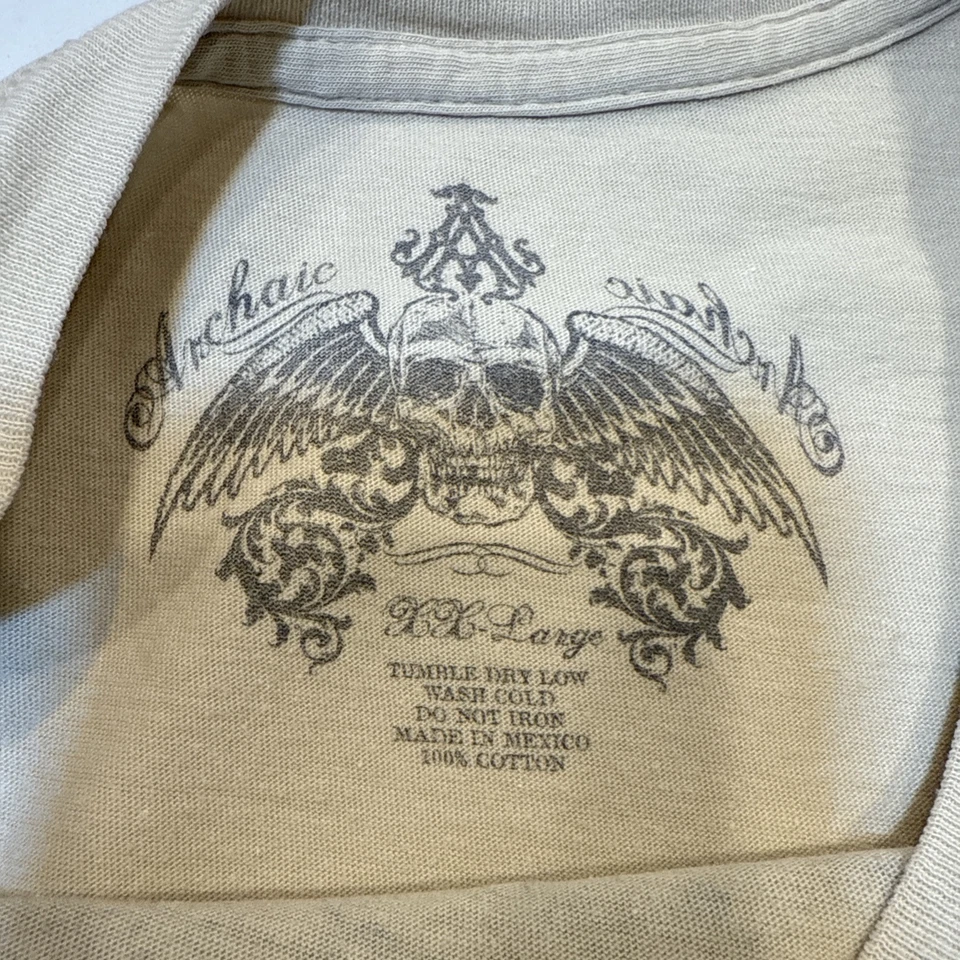 A
Archaic
Archaic
XX-Large
TUMBLE DRY LOW
WASH COLD
DO NOT IRON
MADE IN MEXICO
100% COTTON